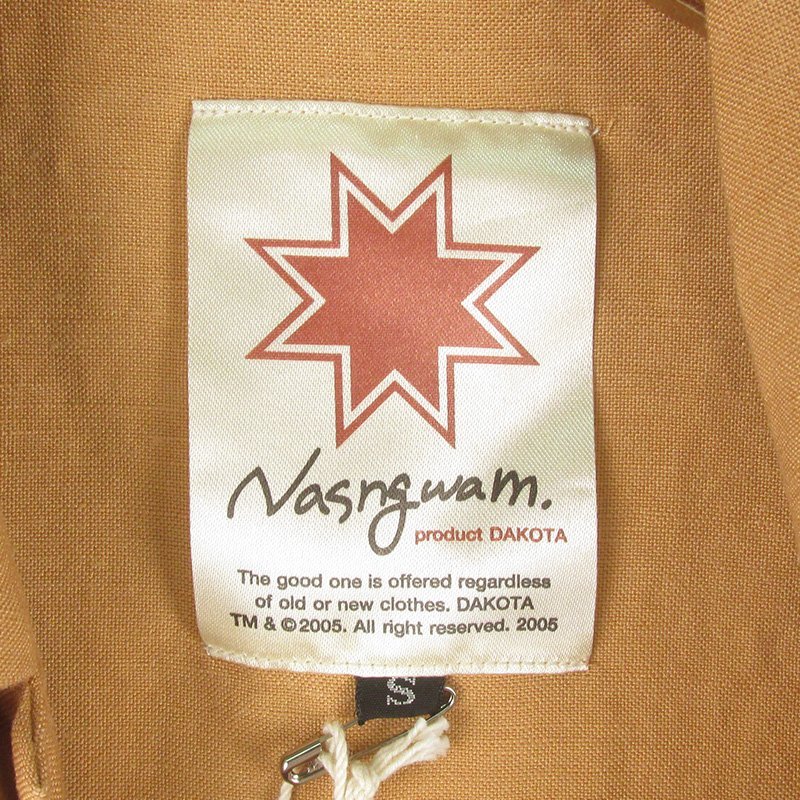 Nasngwam.
product DAKOTA
The good one is offered regardless
of old or new clothes. DAKOTA
TM & ©2005. All right reserved. 2005
S